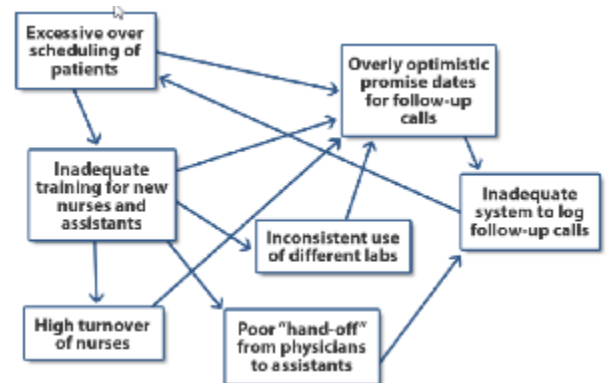 Excessive over
scheduling of
patients
Overly optimistic
promise dates
for follow-up
calls
Inadequate
training for new
nurses and
assistants
Inadequate
system to log
follow-up calls
Inconsistent use
of different labs
High turnover
of nurses
Poor “hand-off”
from physicians
to assistants